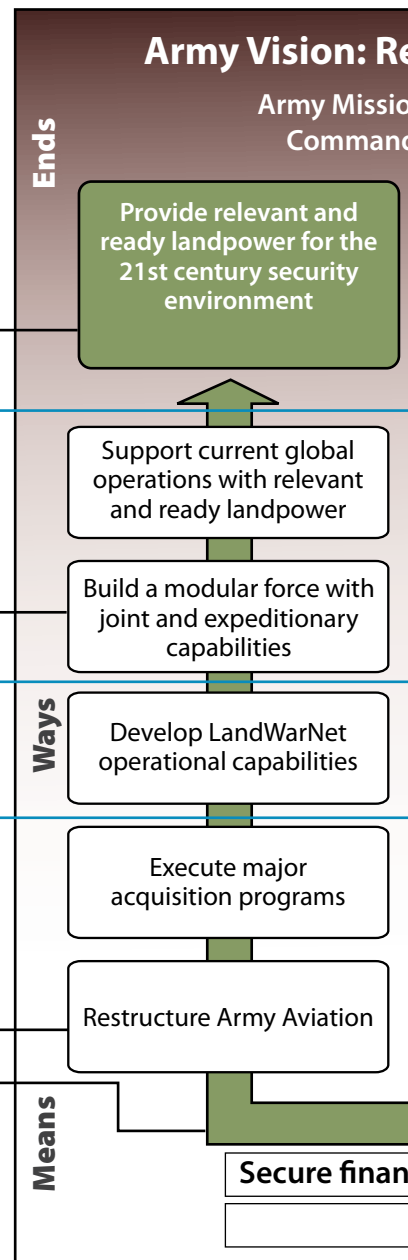 Army Vision: Re
Army Missio
Command
Ends
Provide relevant and
ready landpower for the
21st century security
environment
Support current global
operations with relevant
and ready landpower
Build a modular force with
joint and expeditionary
capabilities
Ways
Develop LandWarNet
operational capabilities
Execute major
acquisition programs
Restructure Army Aviation
Means
Secure finan